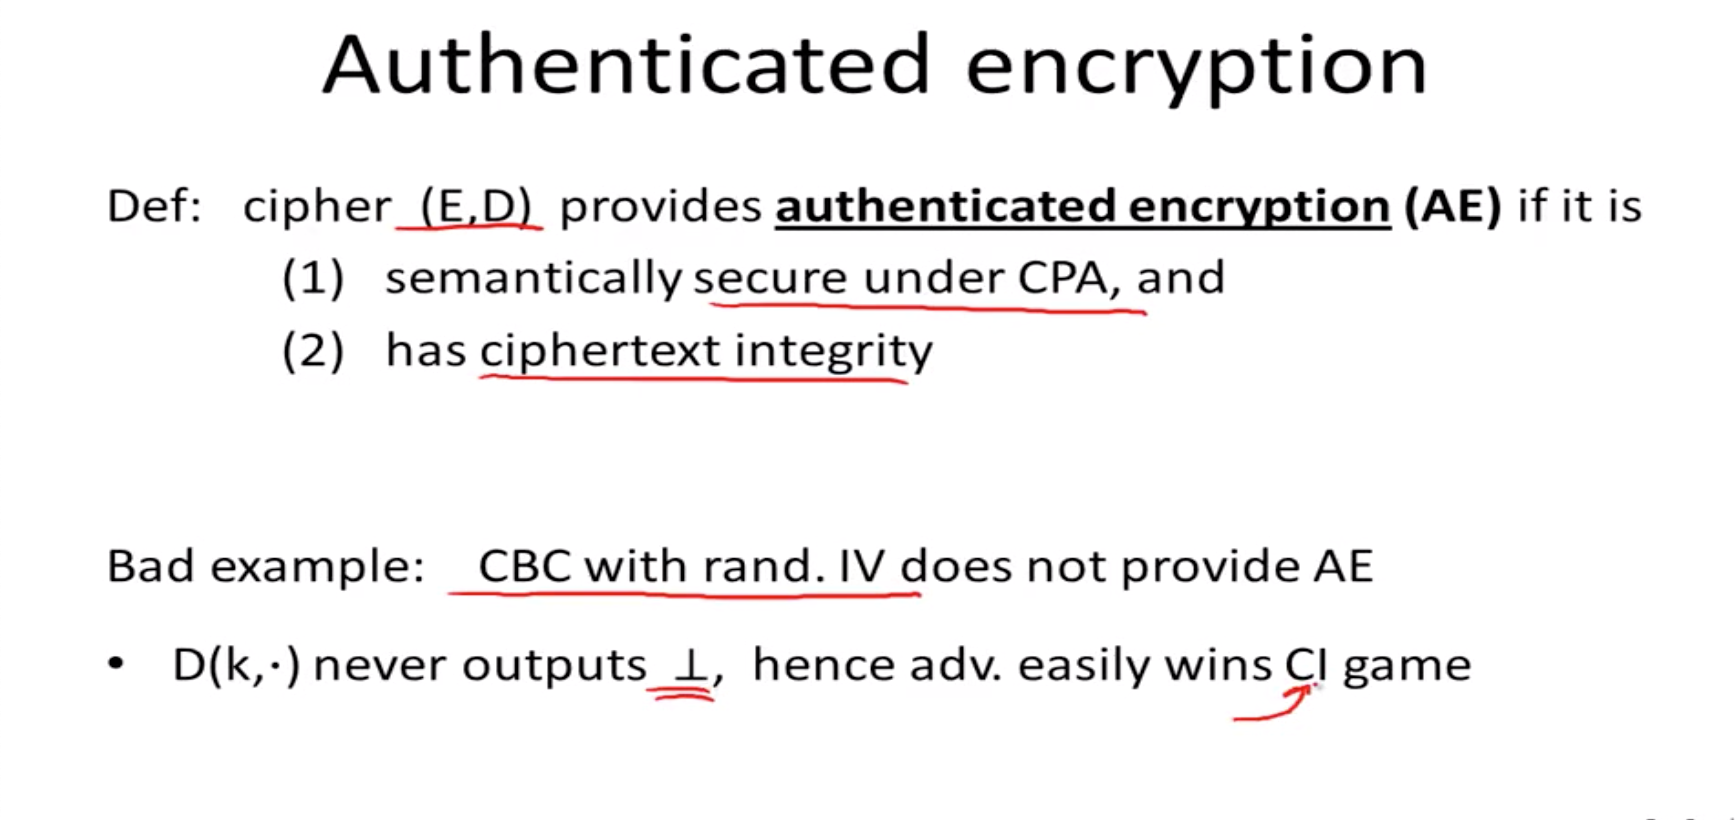 Authenticated encryption
Def: cipher (E,D) provides authenticated encryption (AE) if it is
(1) semantically secure under CPA, and
(2) has ciphertext integrity
Bad example: CBC with rand. IV does not provide AE
• D(k,·) never outputs ⊥, hence adv. easily wins CI game